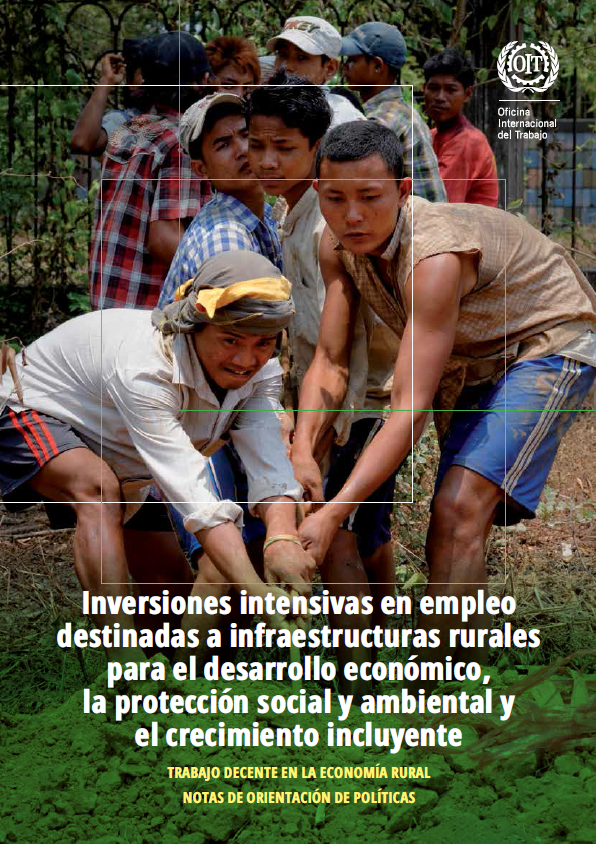 OIT
Oficina
Internacional
del Trabajo
Inversiones intensivas en empleo
destinadas a infraestructuras rurales
para el desarrollo económico,
la protección social y ambiental y
el crecimiento incluyente
TRABAJO DECENTE EN LA ECONOMÍA RURAL
NOTAS DE ORIENTACIÓN DE POLÍTICAS